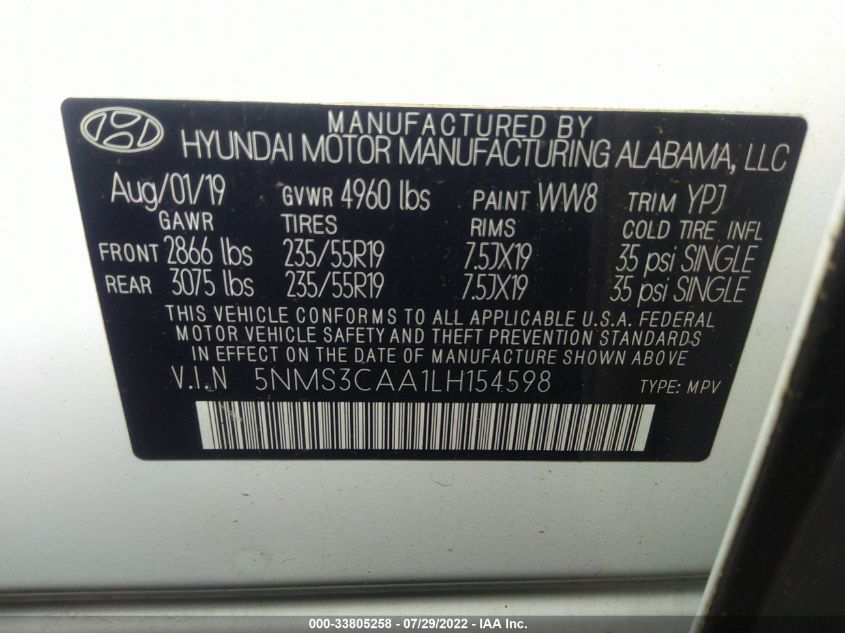 MANUFACTURED BY
HYUNDAI MOTOR MANUFACTURING ALABAMA, LLC
Aug/01/19 GVWR 4960 lbs PAINT WW8 TRIM YPJ
GAWR TIRES RIMS COLD TIRE INFL
FRONT 2866 lbs 235/55R19 7.5JX19 35 psi SINGLE
REAR 3075 lbs 235/55R19 7.5JX19 35 psi SINGLE
THIS VEHICLE CONFORMS TO ALL APPLICABLE U.S.A. FEDERAL
MOTOR VEHICLE SAFETY AND THEFT PREVENTION STANDARDS
IN EFFECT ON THE DATE OF MANUFACTURE SHOWN ABOVE.
V.I.N 5NMS3CAA1LH154598 TYPE: MPV
000-33805258 - 07/29/2022 - IAA, Inc.